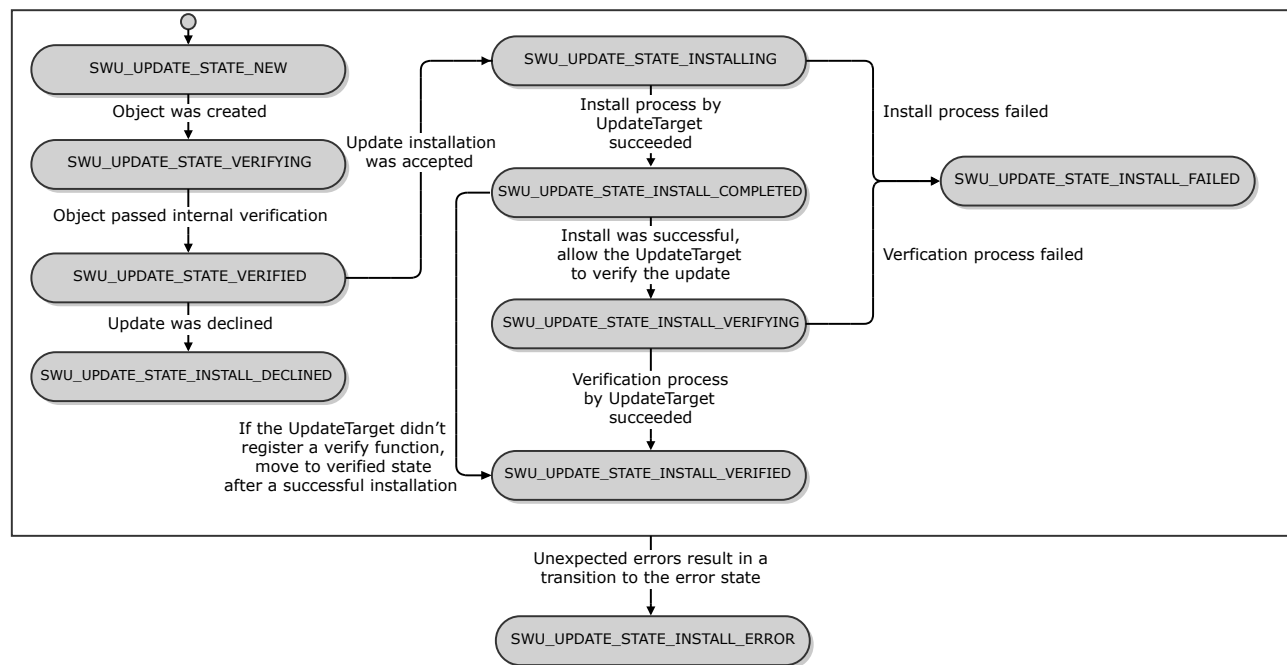 SWU_UPDATE_STATE_NEW
Object was created
SWU_UPDATE_STATE_VERIFYING
Object passed internal verification
SWU_UPDATE_STATE_VERIFIED
Update was declined
SWU_UPDATE_STATE_INSTALL_DECLINED
Update installation
was accepted
SWU_UPDATE_STATE_INSTALLING
Install process by
UpdateTarget
succeeded
SWU_UPDATE_STATE_INSTALL_COMPLETED
Install was successful,
allow the UpdateTarget
to verify the update
SWU_UPDATE_STATE_INSTALL_VERIFYING
Verification process
by UpdateTarget
succeeded
If the UpdateTarget didn’t
register a verify function,
move to verified state
after a successful installation
SWU_UPDATE_STATE_INSTALL_VERIFIED
Install process failed
SWU_UPDATE_STATE_INSTALL_FAILED
Verfication process failed
Unexpected errors result in a
transition to the error state
SWU_UPDATE_STATE_INSTALL_ERROR